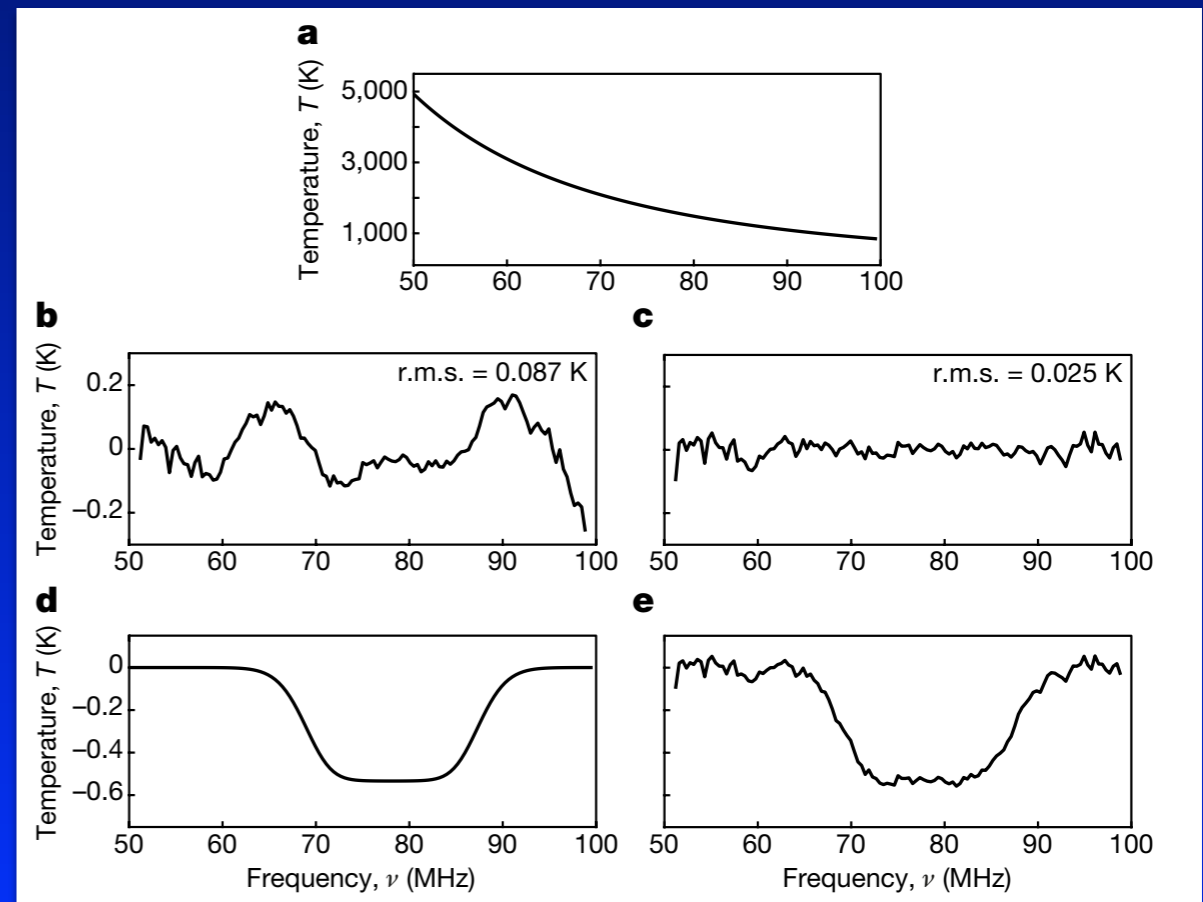 a
Temperature, T (K)
5,000
3,000
1,000
50 60 70 80 90 100
b
Temperature, T (K)
r.m.s. = 0.087 K
0.2
0
−0.2
50 60 70 80 90 100
c
r.m.s. = 0.025 K
50 60 70 80 90 100
d
Temperature, T (K)
0
−0.2
−0.4
−0.6
50 60 70 80 90 100
Frequency, ν (MHz)
e
50 60 70 80 90 100
Frequency, ν (MHz)